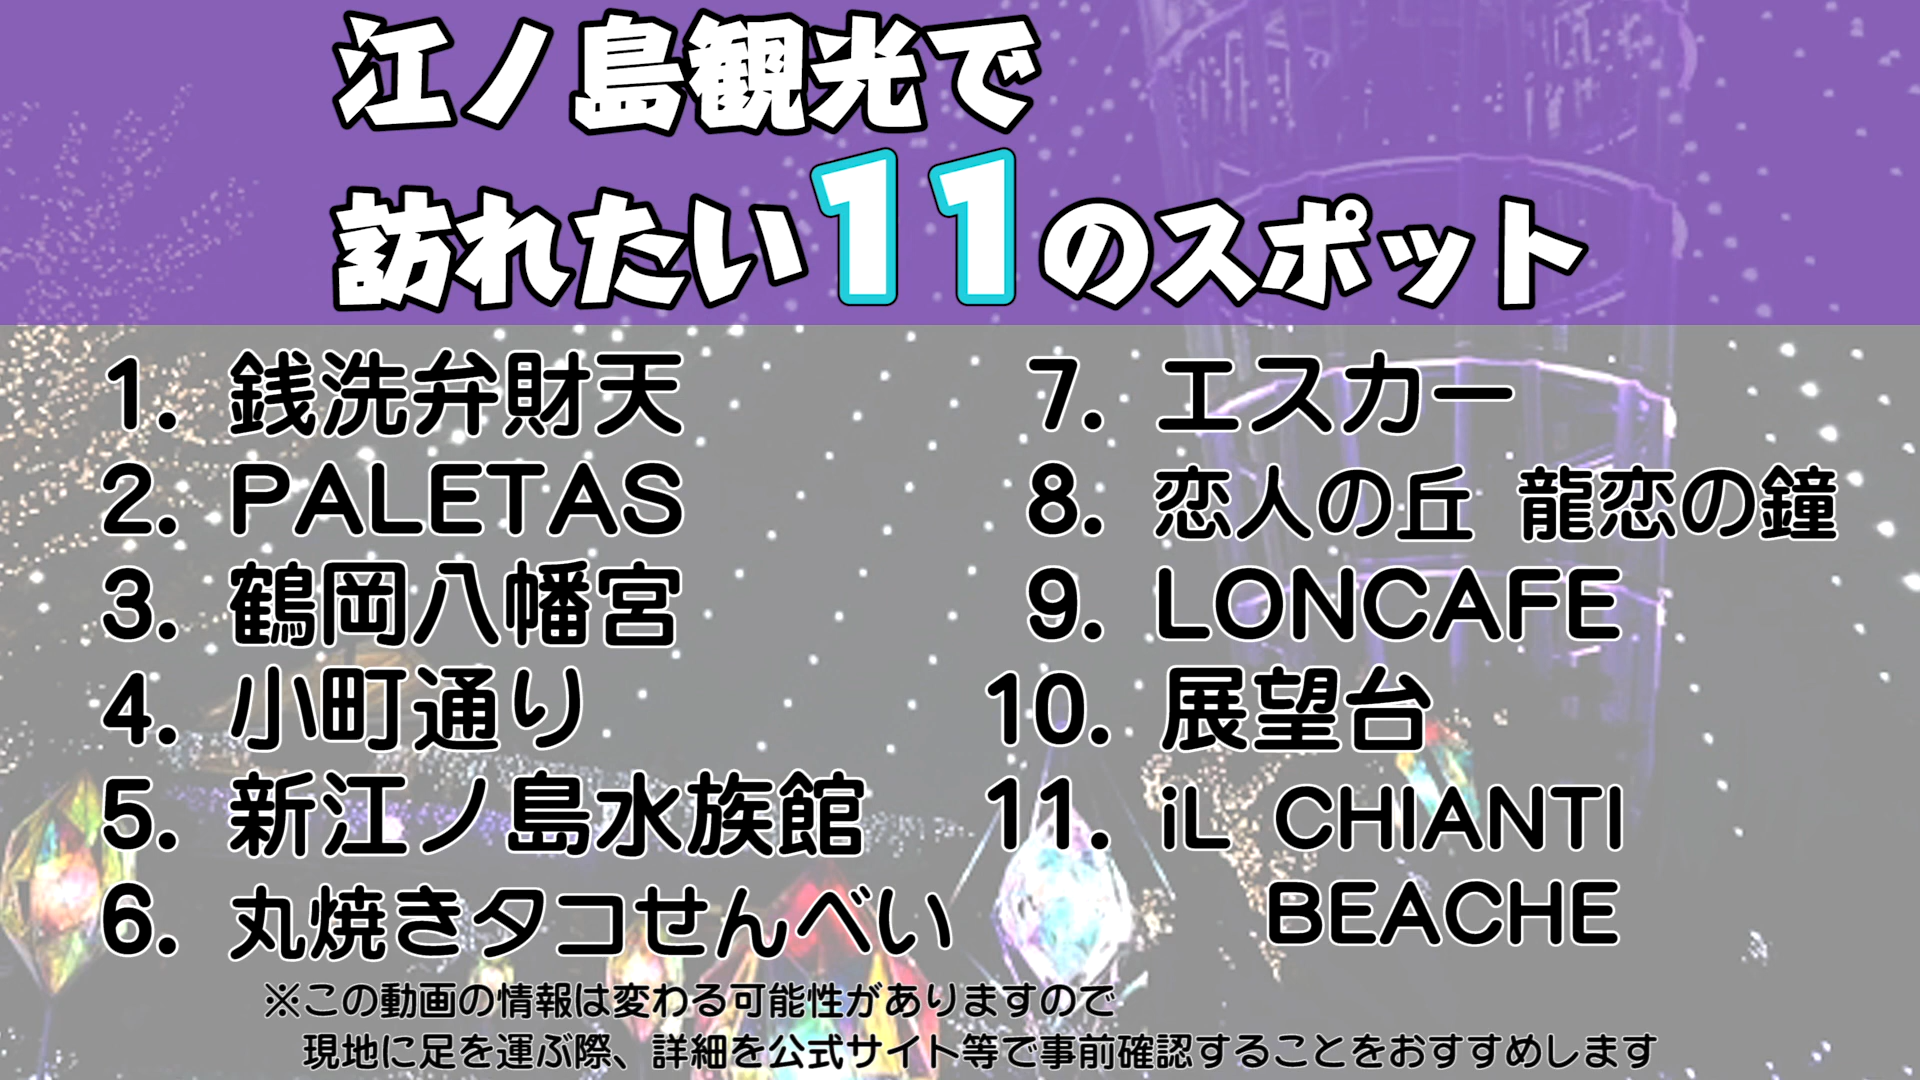 江ノ島観光で
訪れたい11のスポット
1. 銭洗弁財天
2. PALETAS
3. 鶴岡八幡宮
4. 小町通り
5. 新江ノ島水族館
6. 丸焼きタコせんべい
7. エスカー
8. 恋人の丘 龍恋の鐘
9. LONCAFE
10. 展望台
11. iL CHIANTI
BEACHE
※この動画の情報は変わる可能性がありますので
現地に足を運ぶ際、詳細を公式サイト等で事前確認することをおすすめします